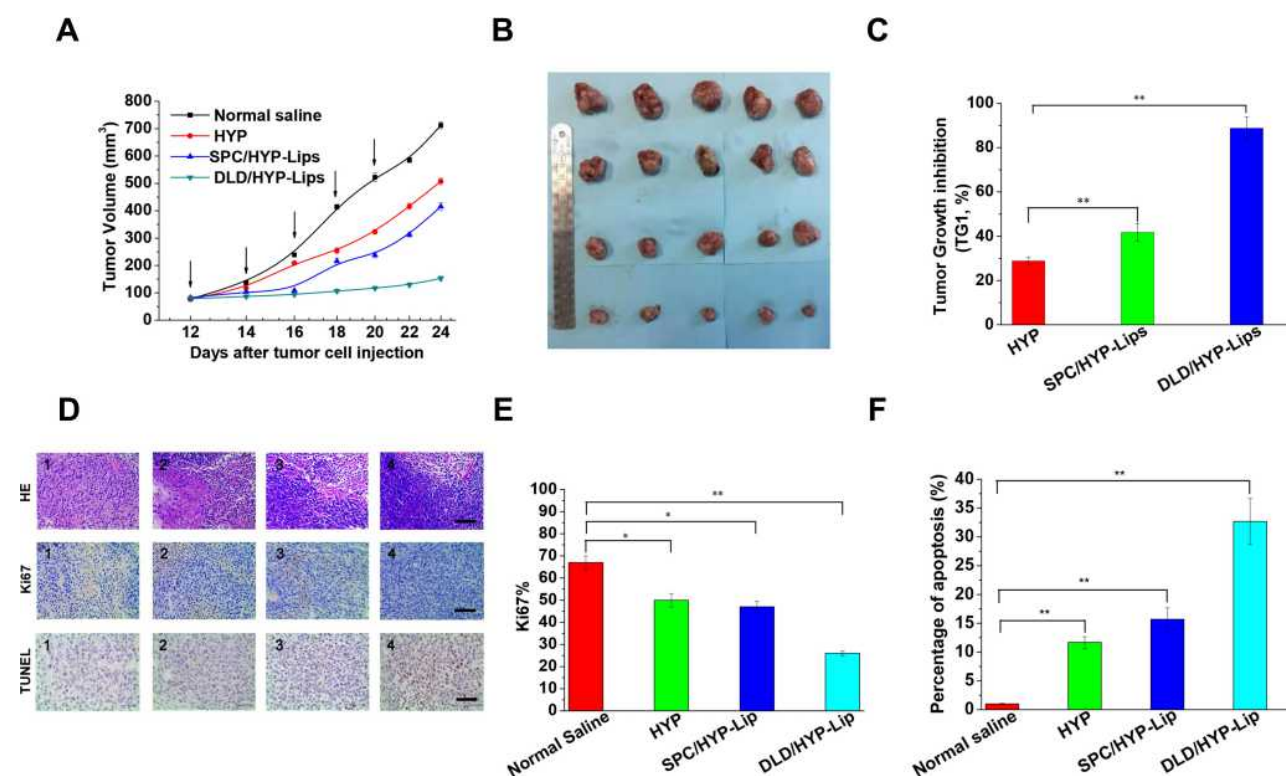 A
Tumor Volume (mm³)
800
700
600
500
400
300
200
100
0
Normal saline
HYP
SPC/HYP-Lips
DLD/HYP-Lips
12 14 16 18 20 22 24
Days after tumor cell injection
B
C
Tumor Growth inhibition
(TG1, %)
100
80
60
40
20
0
**
**
HYP
SPC/HYP-Lips
DLD/HYP-Lips
D
HE
1 2 3 4
Ki67
1 2 3 4
TUNEL
1 2 3 4
E
Ki67%
100
90
80
70
60
50
40
30
20
10
0
**
*
*
Normal Saline
HYP
SPC/HYP-Lip
DLD/HYP-Lip
F
Percentage of apoptosis (%)
40
35
30
25
20
15
10
5
0
**
**
**
Normal saline
HYP
SPC/HYP-Lip
DLD/HYP-Lip